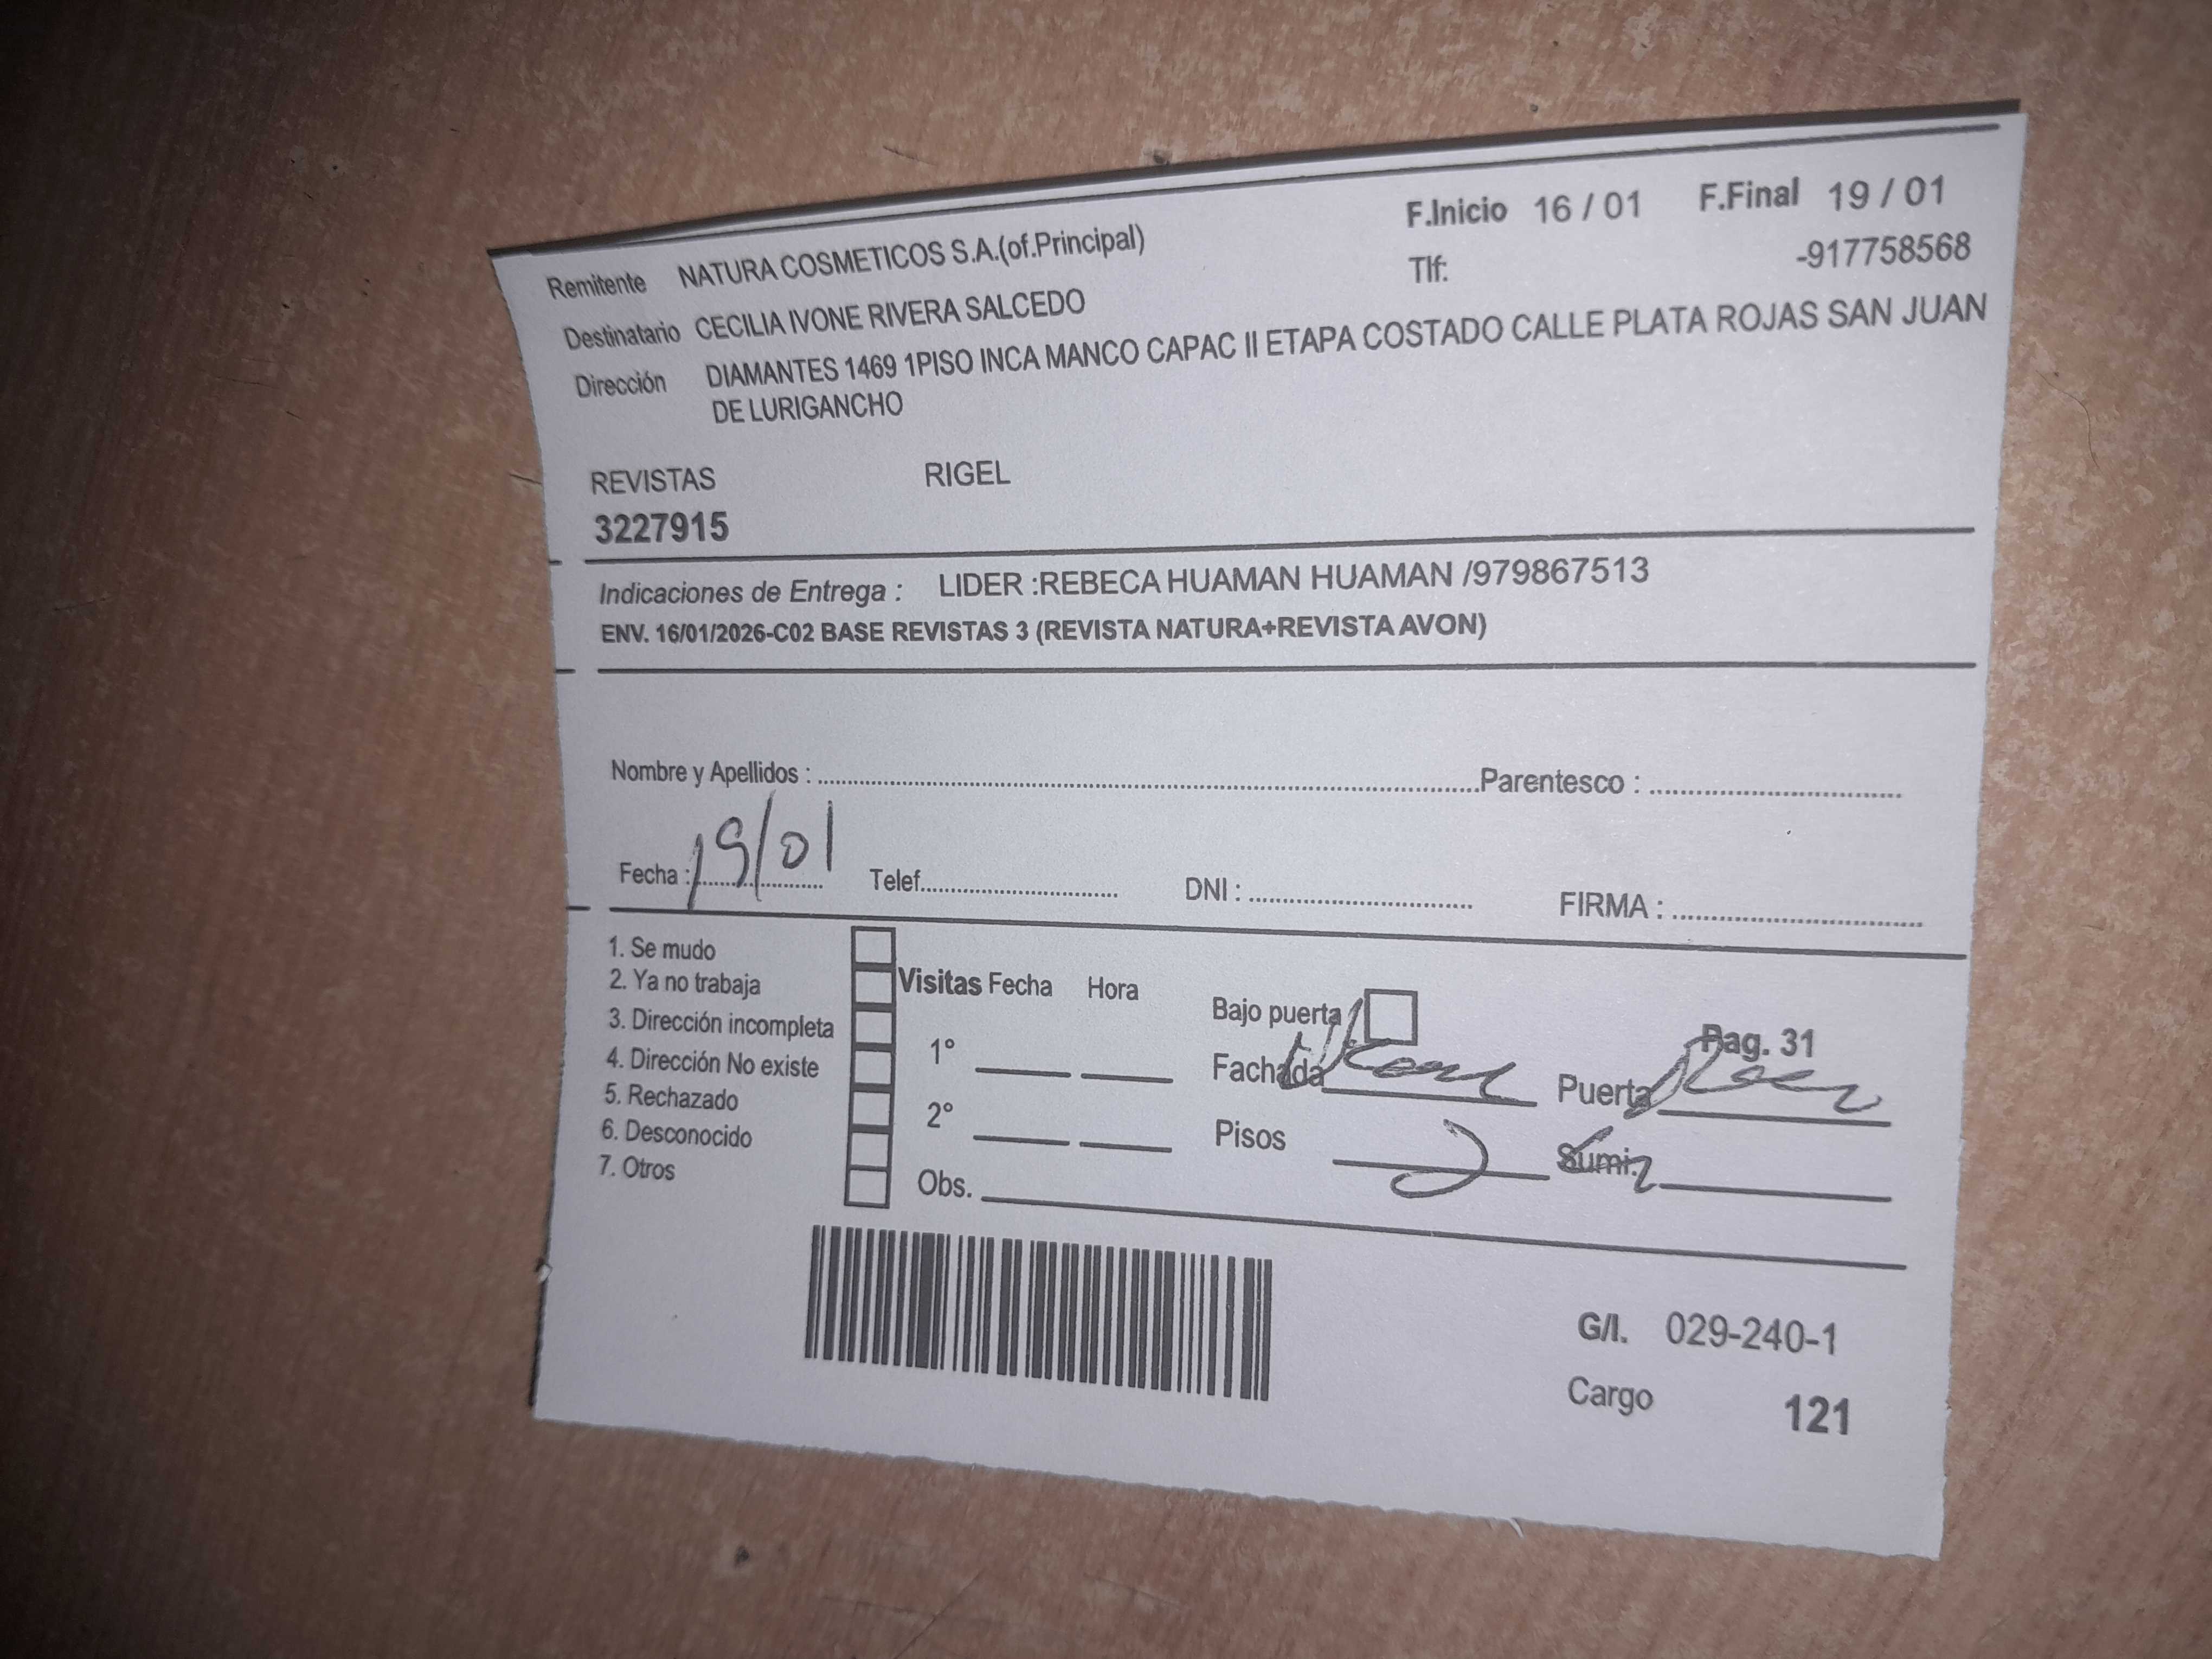 F.Inicio 16 / 01 F.Final 19 / 01
Remitente NATURA COSMETICOS S.A.(of.Principal) Tlf: -917758568
Destinatario CECILIA IVONE RIVERA SALCEDO
Dirección DIAMANTES 1469 1PISO INCA MANCO CAPAC II ETAPA COSTADO CALLE PLATA ROJAS SAN JUAN
DE LURIGANCHO
REVISTAS RIGEL
3227915
Indicaciones de Entrega : LIDER :REBECA HUAMAN HUAMAN /979867513
ENV. 16/01/2026-C02 BASE REVISTAS 3 (REVISTA NATURA+REVISTA AVON)
Nombre y Apellidos : Parentesco :
Fecha : 19/01 Telef. DNI : FIRMA :
1. Se mudo
2. Ya no trabaja
3. Dirección incompleta
4. Dirección No existe
5. Rechazado
6. Desconocido
7. Otros
Visitas Fecha Hora
1°
2°
Obs.
Bajo puerta
Pag. 31
Fachada Puerta
Pisos 2 Sumi.
G/I. 029-240-1
Cargo 121